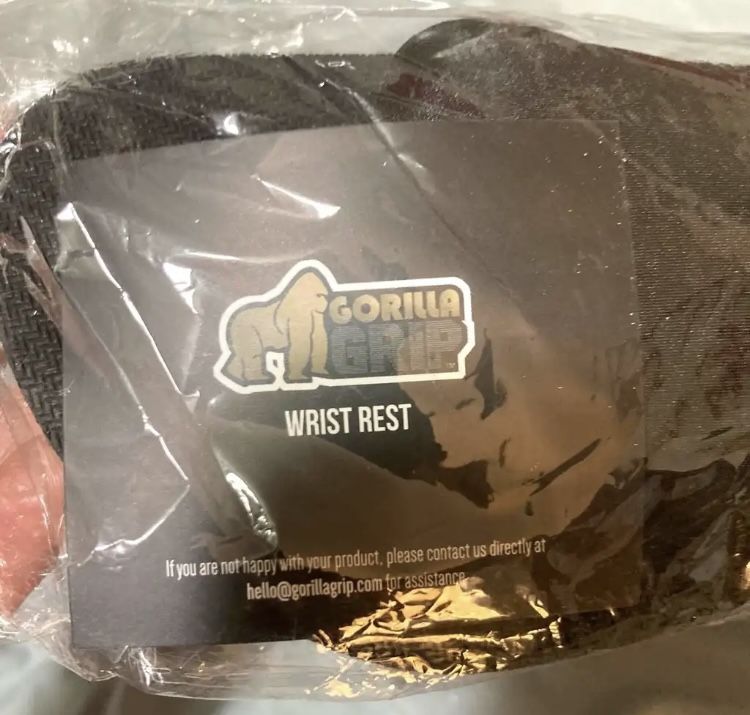 GORILLA
GRIP
WRIST REST
If you are not happy with your product, please contact us directly at
hello@gorillagrip.com for assistance.